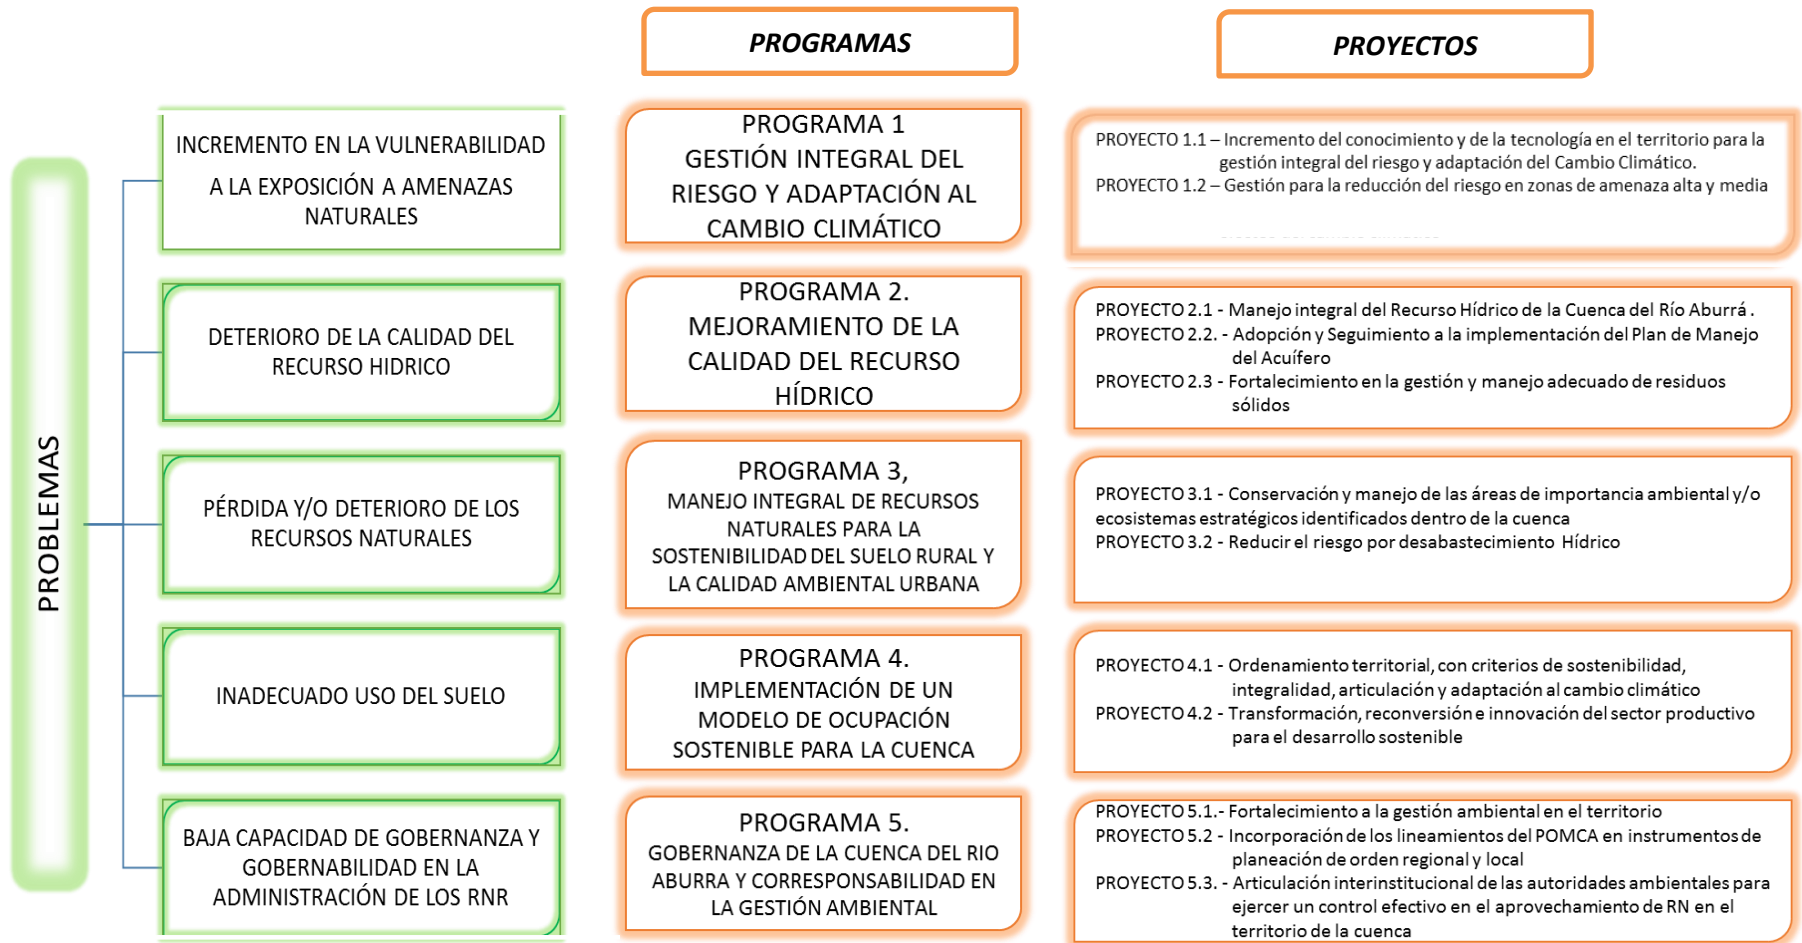 PROGRAMAS
PROYECTOS
PROBLEMAS
INCREMENTO EN LA VULNERABILIDAD
A LA EXPOSICIÓN A AMENAZAS
NATURALES
PROGRAMA 1
GESTIÓN INTEGRAL DEL
RIESGO Y ADAPTACIÓN AL
CAMBIO CLIMÁTICO
PROYECTO 1.1 – Incremento del conocimiento y de la tecnología en el territorio para la
gestión integral del riesgo y adaptación del Cambio Climático.
PROYECTO 1.2 – Gestión para la reducción del riesgo en zonas de amenaza alta y media
DETERIORO DE LA CALIDAD DEL
RECURSO HIDRICO
PROGRAMA 2.
MEJORAMIENTO DE LA
CALIDAD DEL RECURSO
HÍDRICO
PROYECTO 2.1 - Manejo integral del Recurso Hídrico de la Cuenca del Río Aburrá .
PROYECTO 2.2. - Adopción y Seguimiento a la implementación del Plan de Manejo
del Acuífero
PROYECTO 2.3 - Fortalecimiento en la gestión y manejo adecuado de residuos
sólidos
PÉRDIDA Y/O DETERIORO DE LOS
RECURSOS NATURALES
PROGRAMA 3,
MANEJO INTEGRAL DE RECURSOS
NATURALES PARA LA
SOSTENIBILIDAD DEL SUELO RURAL Y
LA CALIDAD AMBIENTAL URBANA
PROYECTO 3.1 - Conservación y manejo de las áreas de importancia ambiental y/o
ecosistemas estratégicos identificados dentro de la cuenca
PROYECTO 3.2 - Reducir el riesgo por desabastecimiento Hídrico
INADECUADO USO DEL SUELO
PROGRAMA 4.
IMPLEMENTACIÓN DE UN
MODELO DE OCUPACIÓN
SOSTENIBLE PARA LA CUENCA
PROYECTO 4.1 - Ordenamiento territorial, con criterios de sostenibilidad,
integralidad, articulación y adaptación al cambio climático
PROYECTO 4.2 - Transformación, reconversión e innovación del sector productivo
para el desarrollo sostenible
BAJA CAPACIDAD DE GOBERNANZA Y
GOBERNABILIDAD EN LA
ADMINISTRACIÓN DE LOS RNR
PROGRAMA 5.
GOBERNANZA DE LA CUENCA DEL RIO
ABURRA Y CORRESPONSABILIDAD EN
LA GESTIÓN AMBIENTAL
PROYECTO 5.1.- Fortalecimiento a la gestión ambiental en el territorio
PROYECTO 5.2 - Incorporación de los lineamientos del POMCA en instrumentos de
planeación de orden regional y local
PROYECTO 5.3. - Articulación interinstitucional de las autoridades ambientales para
ejercer un control efectivo en el aprovechamiento de RN en el
territorio de la cuenca